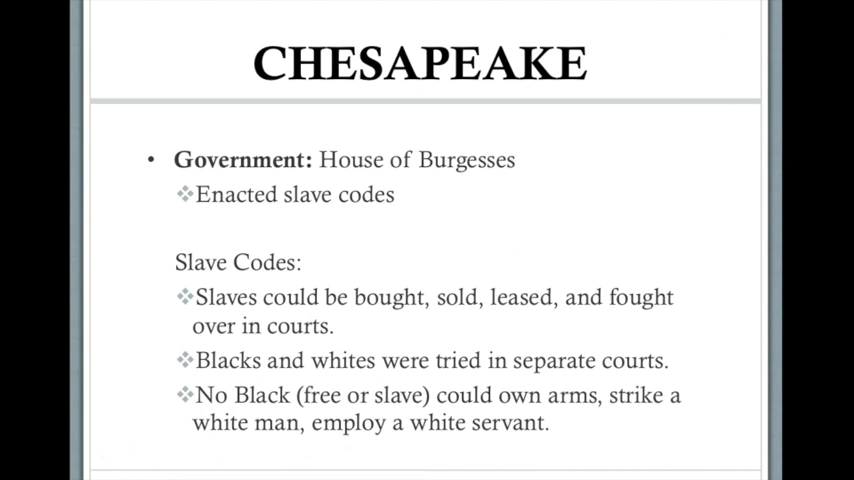 CHESAPEAKE
• Government: House of Burgesses
❖Enacted slave codes
Slave Codes:
❖Slaves could be bought, sold, leased, and fought
over in courts.
❖Blacks and whites were tried in separate courts.
❖No Black (free or slave) could own arms, strike a
white man, employ a white servant.